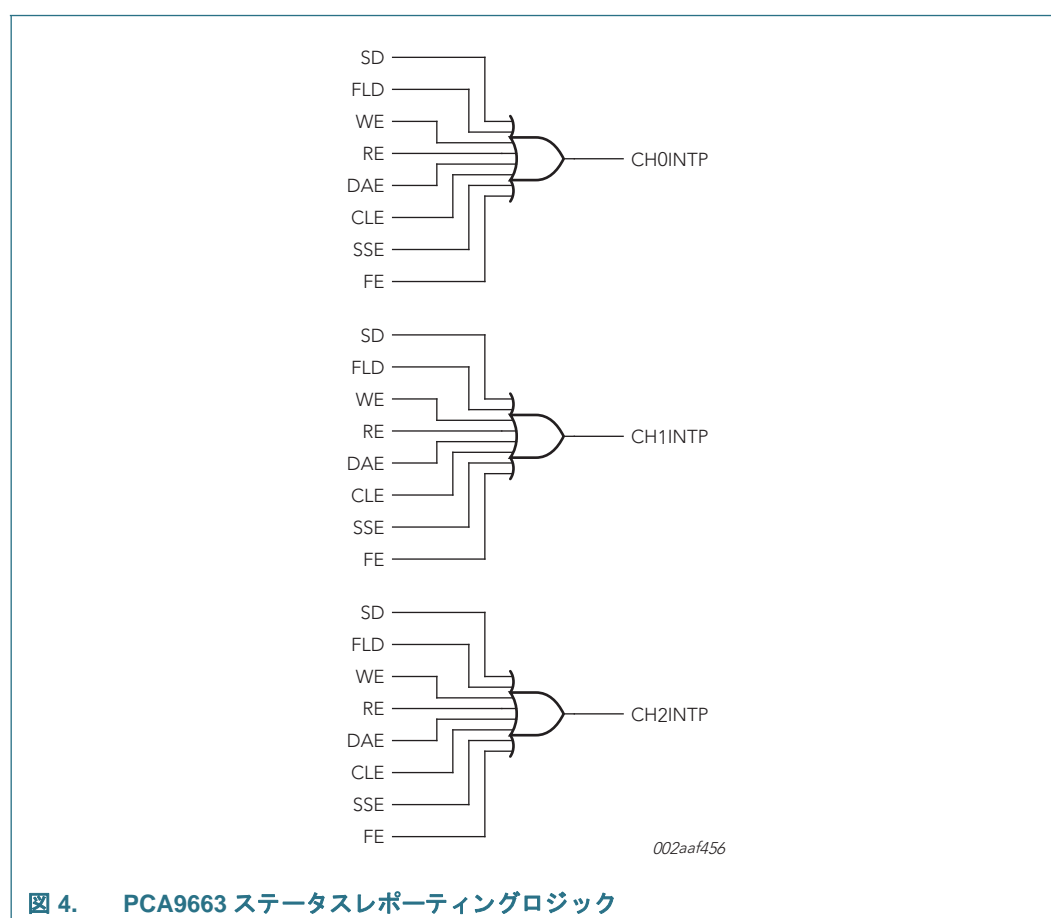 SD
FLD
WE
RE
DAE
CLE
SSE
FE
CH0INTP
SD
FLD
WE
RE
DAE
CLE
SSE
FE
CH1INTP
SD
FLD
WE
RE
DAE
CLE
SSE
FE
CH2INTP
002aaf456
図 4. PCA9663 ステータスレポーティングロジック